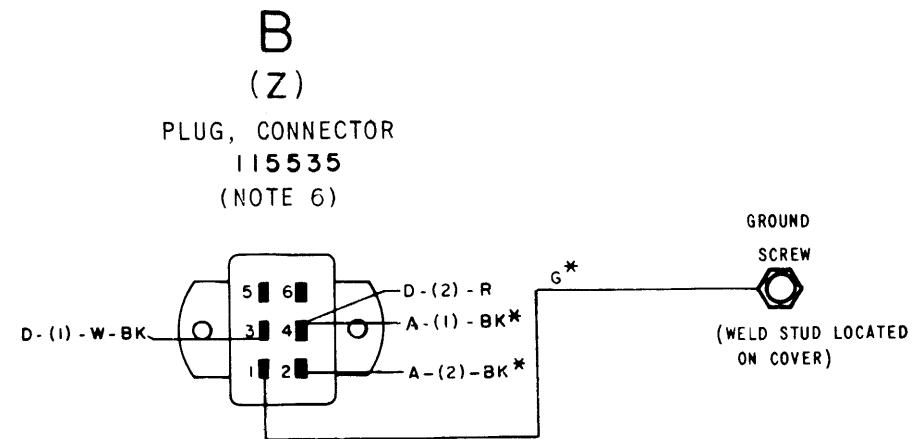 B
(Z)
PLUG, CONNECTOR
115535
(NOTE 6)
GROUND
SCREW
G*
5 6
D-(2)-R
D-(1)-W-BK
3 4
A-(1)-BK*
(WELD STUD LOCATED
ON COVER)
1 2
A-(2)-BK*